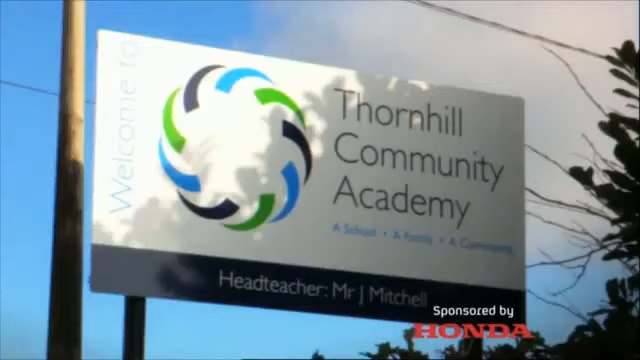 Welcome to
Thornhill
Community
Academy
A School • A Family • A Community
Headteacher: Mr J Mitchell
Sponsored by
HONDA